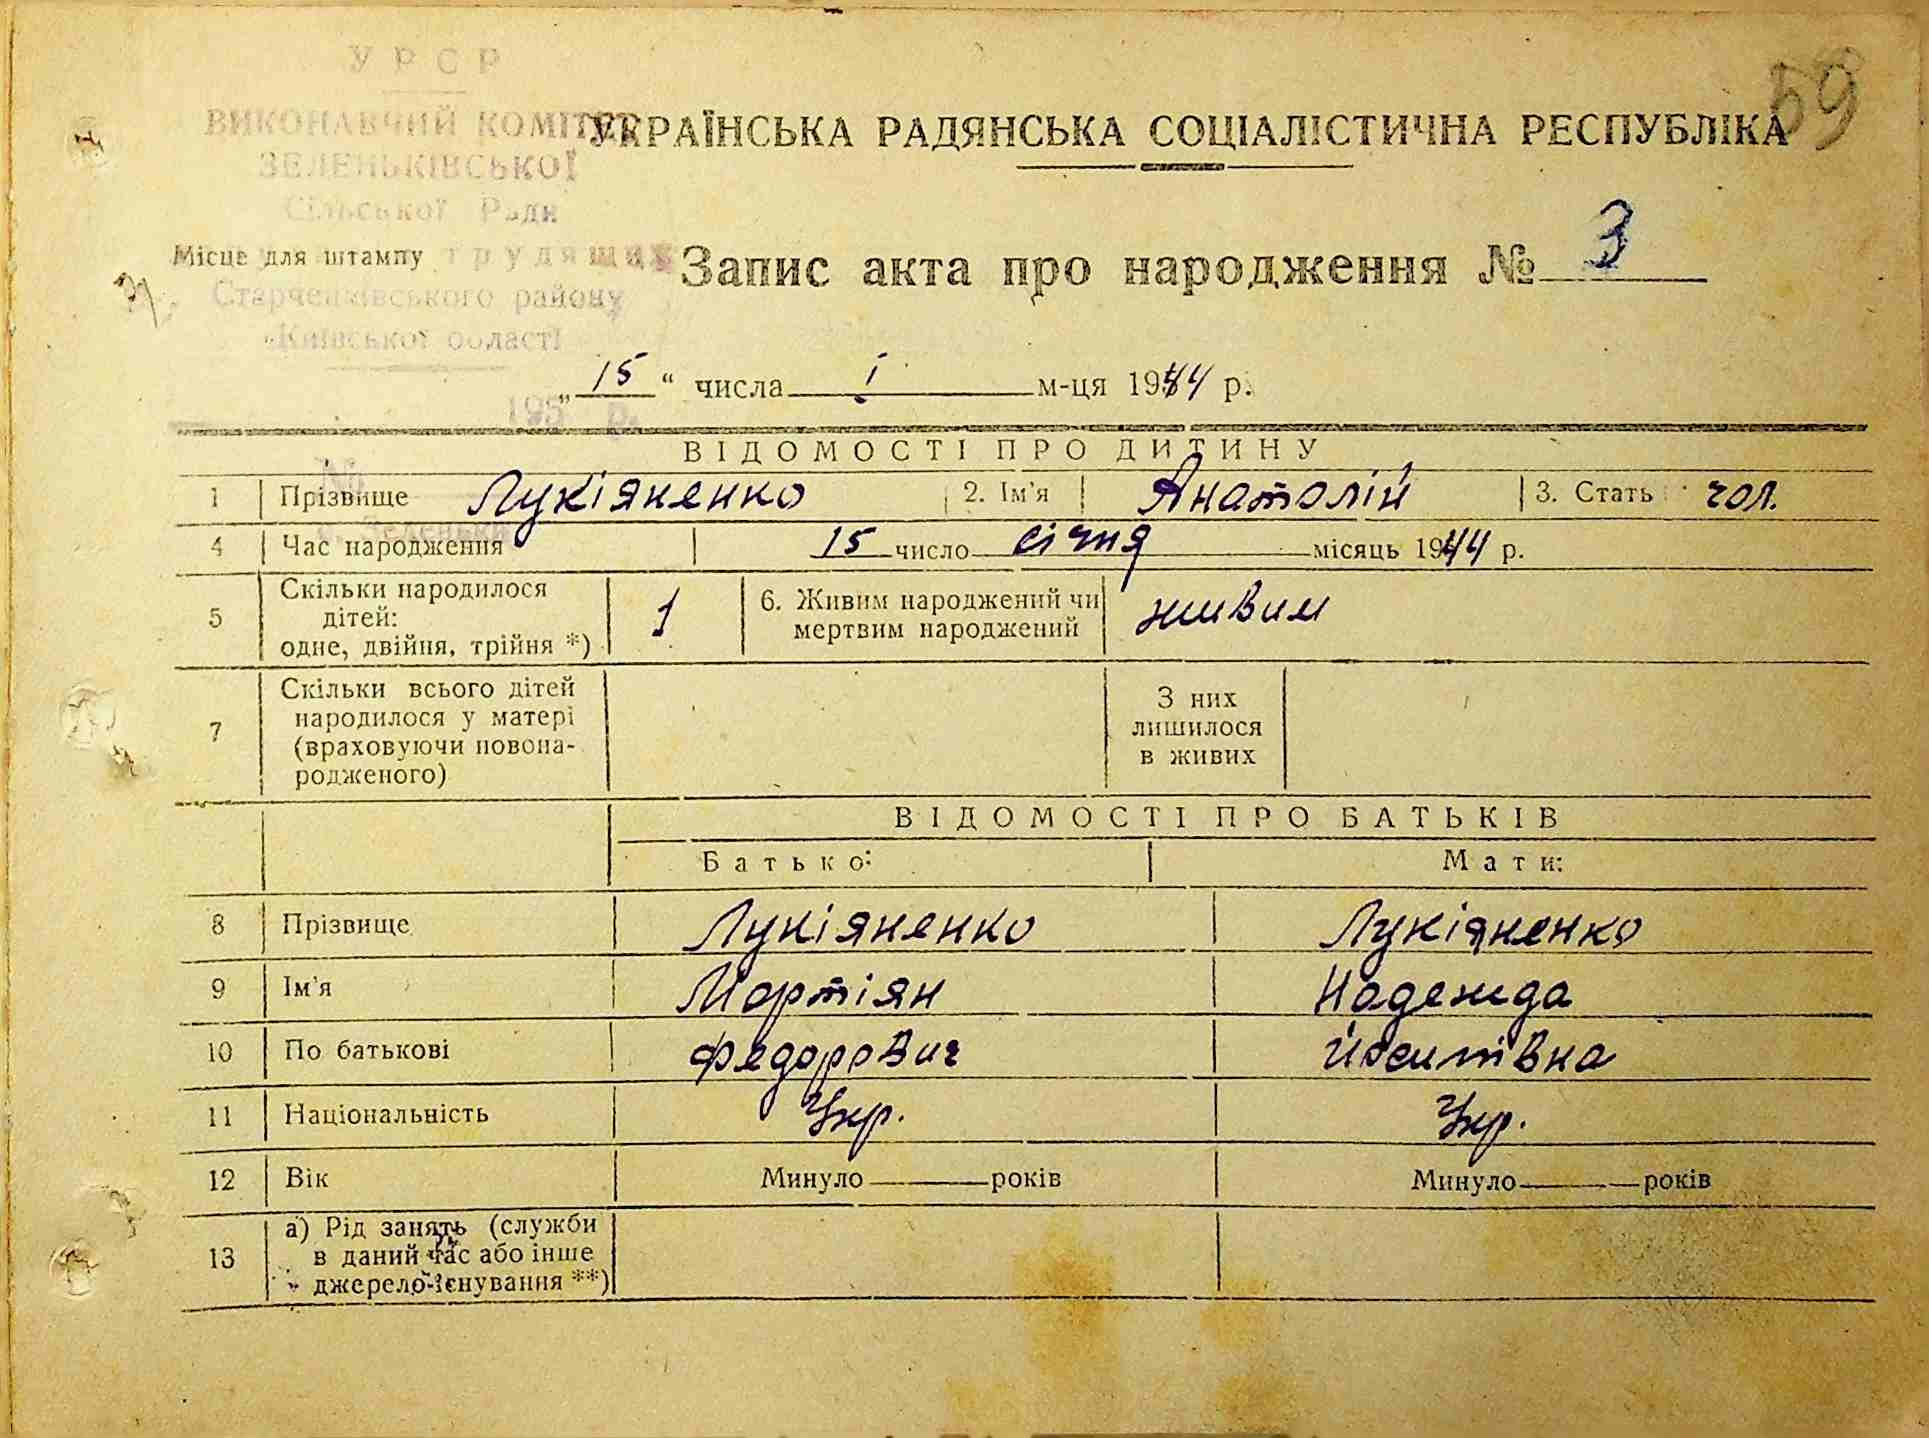 59
У Р С Р
ВИКОНАВЧИЙ КОМІТЕТ
ЗЕЛЕНЬКІВСЬКОЇ
Сільської Ради
трудящих
Київської області
195 р.
№
УКРАЇНСЬКА РАДЯНСЬКА СОЦІАЛІСТИЧНА РЕСПУБЛІКА
Місце для штампу
Запис акта про народження № 3
„ 15 “ числа І м-ця 1944 р.
ВІДОМОСТІ ПРО ДИТИНУ
1 Прізвище Лукіяненко 2. Ім'я Анатолій 3. Стать чол.
4 Час народження 15 число січня місяць 1944 р.
5 Скільки народилося
дітей:
одне, двійня, трійня *) 1
6. Живим народжений чи
мертвим народжений живим
7 Скільки всього дітей
народилося у матері
(враховуючи новона-
родженого)
З них
лишилося
в живих
ВІДОМОСТІ ПРО БАТЬКІВ
Батько: Мати:
8 Прізвище Лукіяненко Лукіяненко
9 Ім'я Мартіян Надежда
10 По батькові Федорович Йосипівна
11 Національність Укр. Укр.
12 Вік Минуло років Минуло років
13 а) Рід занять (служби
в даний час або інше
джерело існування **)